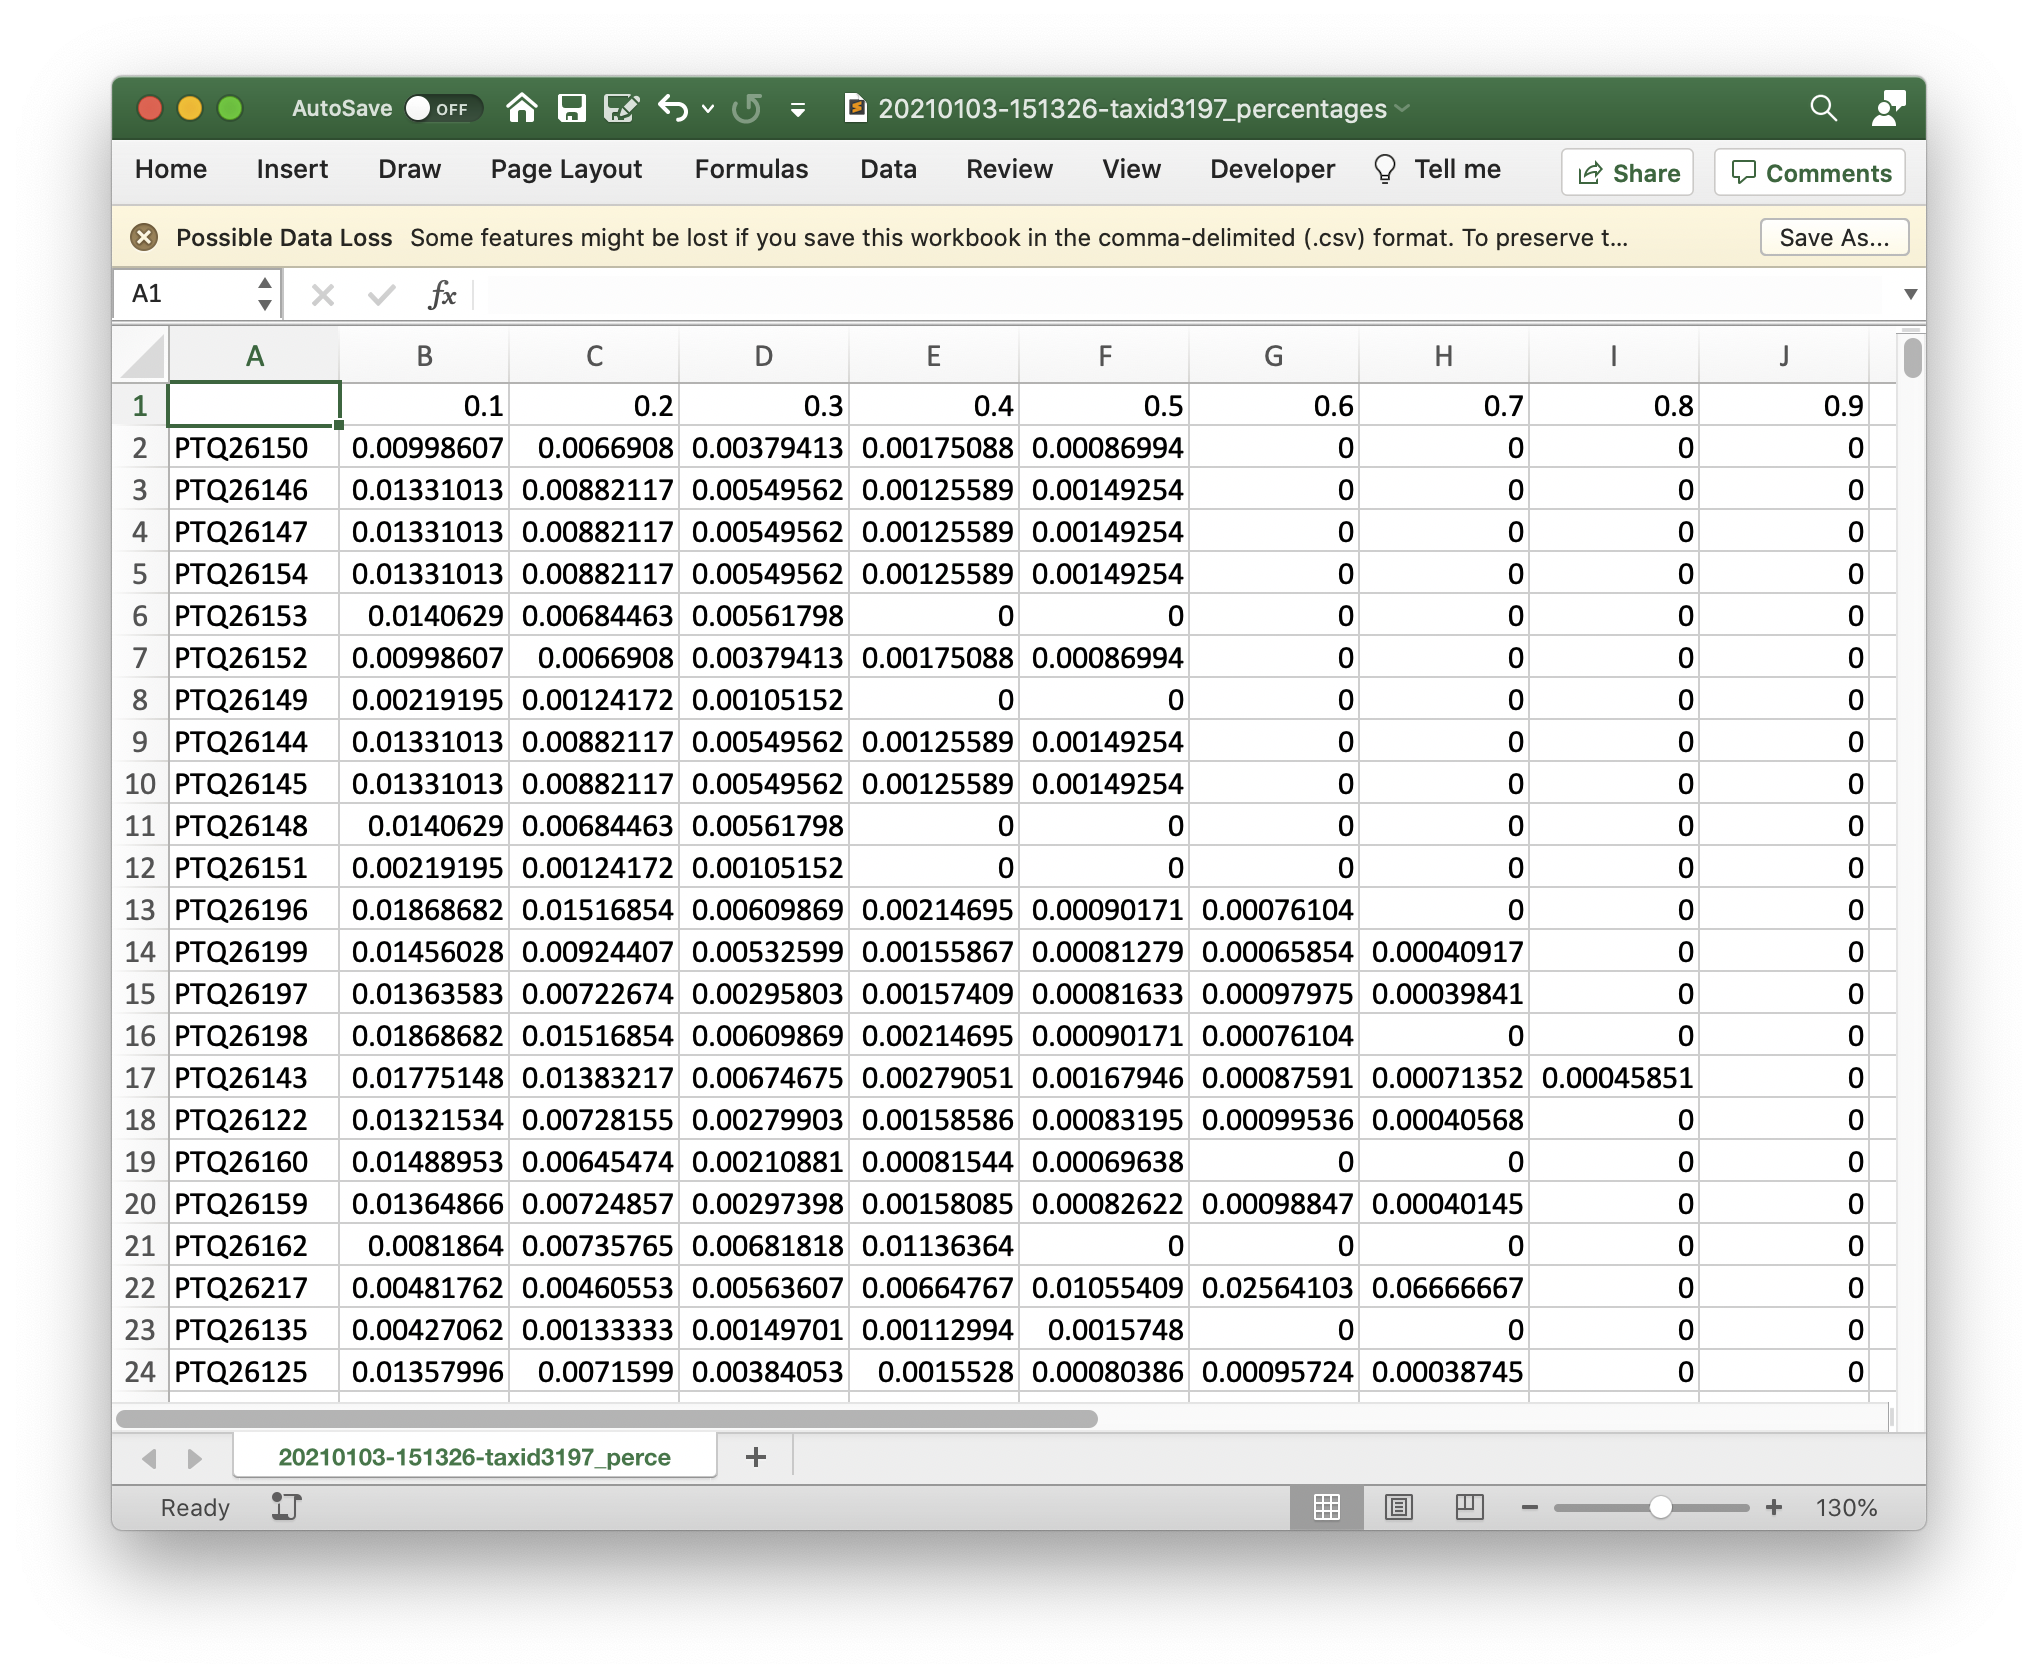 AutoSave OFF 20210103-151326-taxid3197_percentages
Home Insert Draw Page Layout Formulas Data Review View Developer Tell me Share Comments
Possible Data Loss Some features might be lost if you save this workbook in the comma-delimited (.csv) format. To preserve t... Save As...
A1 fx
A B C D E F G H I J
1 0.1 0.2 0.3 0.4 0.5 0.6 0.7 0.8 0.9
2 PTQ26150 0.00998607 0.0066908 0.00379413 0.00175088 0.00086994 0 0 0 0
3 PTQ26146 0.01331013 0.00882117 0.00549562 0.00125589 0.00149254 0 0 0 0
4 PTQ26147 0.01331013 0.00882117 0.00549562 0.00125589 0.00149254 0 0 0 0
5 PTQ26154 0.01331013 0.00882117 0.00549562 0.00125589 0.00149254 0 0 0 0
6 PTQ26153 0.0140629 0.00684463 0.00561798 0 0 0 0 0 0
7 PTQ26152 0.00998607 0.0066908 0.00379413 0.00175088 0.00086994 0 0 0 0
8 PTQ26149 0.00219195 0.00124172 0.00105152 0 0 0 0 0 0
9 PTQ26144 0.01331013 0.00882117 0.00549562 0.00125589 0.00149254 0 0 0 0
10 PTQ26145 0.01331013 0.00882117 0.00549562 0.00125589 0.00149254 0 0 0 0
11 PTQ26148 0.0140629 0.00684463 0.00561798 0 0 0 0 0 0
12 PTQ26151 0.00219195 0.00124172 0.00105152 0 0 0 0 0 0
13 PTQ26196 0.01868682 0.01516854 0.00609869 0.00214695 0.00090171 0.00076104 0 0 0
14 PTQ26199 0.01456028 0.00924407 0.00532599 0.00155867 0.00081279 0.00065854 0.00040917 0 0
15 PTQ26197 0.01363583 0.00722674 0.00295803 0.00157409 0.00081633 0.00097975 0.00039841 0 0
16 PTQ26198 0.01868682 0.01516854 0.00609869 0.00214695 0.00090171 0.00076104 0 0 0
17 PTQ26143 0.01775148 0.01383217 0.00674675 0.00279051 0.00167946 0.00087591 0.00071352 0.00045851 0
18 PTQ26122 0.01321534 0.00728155 0.00279903 0.00158586 0.00083195 0.00099536 0.00040568 0 0
19 PTQ26160 0.01488953 0.00645474 0.00210881 0.00081544 0.00069638 0 0 0 0
20 PTQ26159 0.01364866 0.00724857 0.00297398 0.00158085 0.00082622 0.00098847 0.00040145 0 0
21 PTQ26162 0.0081864 0.00735765 0.00681818 0.01136364 0 0 0 0 0
22 PTQ26217 0.00481762 0.00460553 0.00563607 0.00664767 0.01055409 0.02564103 0.06666667 0 0
23 PTQ26135 0.00427062 0.00133333 0.00149701 0.00112994 0.0015748 0 0 0 0
24 PTQ26125 0.01357996 0.0071599 0.00384053 0.0015528 0.00080386 0.00095724 0.00038745 0 0
20210103-151326-taxid3197_perce +
Ready 130%